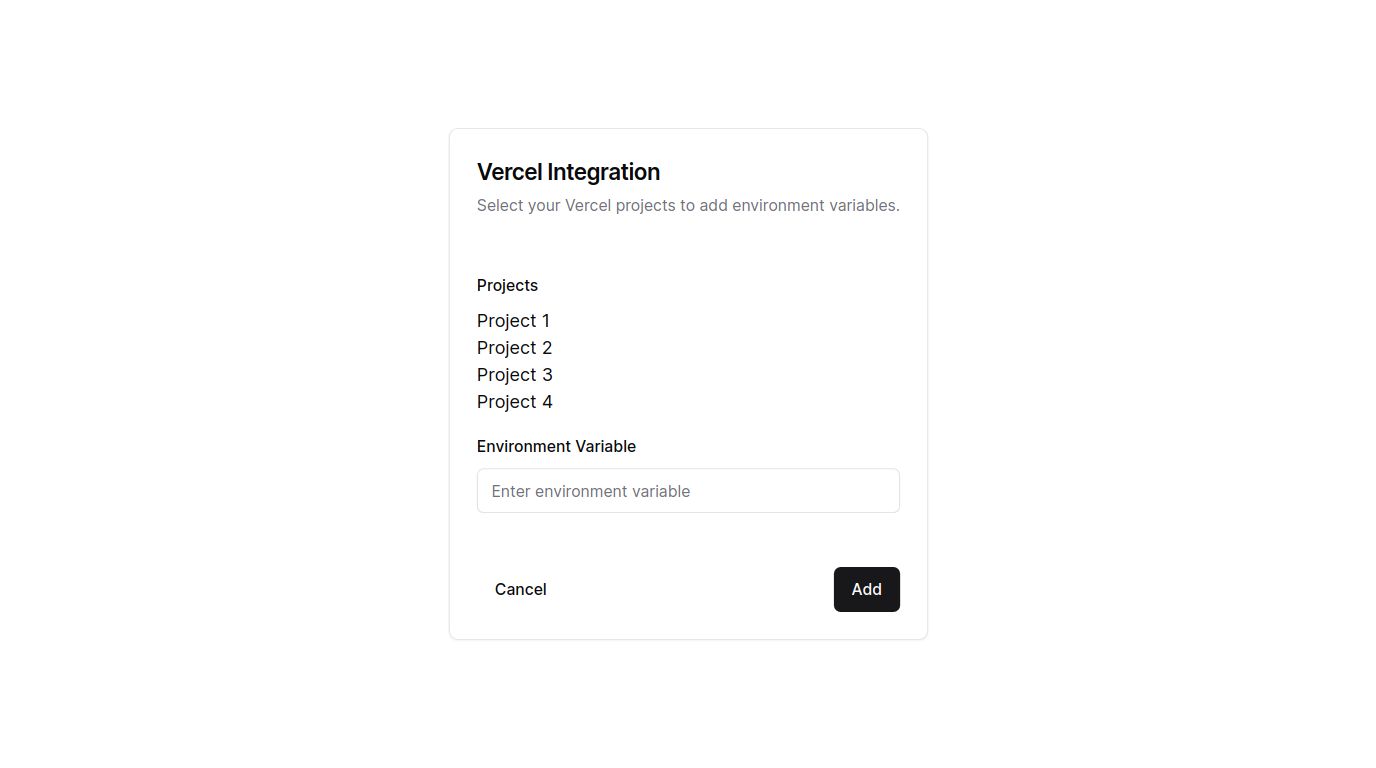 Vercel Integration
Select your Vercel projects to add environment variables.
Projects
Project 1
Project 2
Project 3
Project 4
Environment Variable
Enter environment variable
Cancel
Add